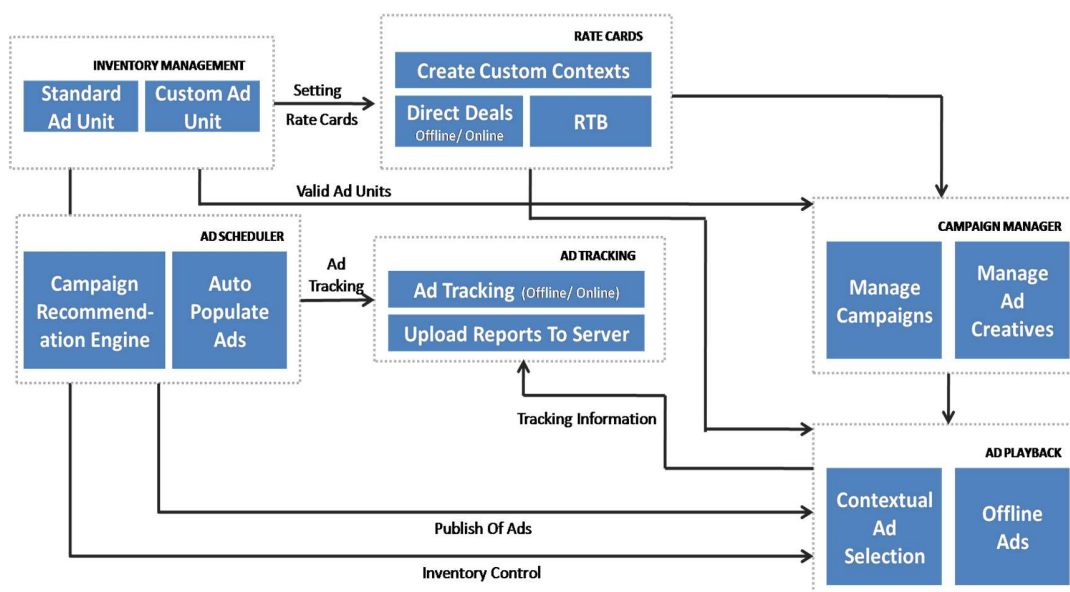 INVENTORY MANAGEMENT
Standard
Ad Unit
Custom Ad
Unit
Setting
Rate Cards
RATE CARDS
Create Custom Contexts
Direct Deals
Offline/ Online
RTB
Valid Ad Units
AD SCHEDULER
Campaign
Recommend-
ation Engine
Auto
Populate
Ads
Ad
Tracking
AD TRACKING
Ad Tracking (Offline/ Online)
Upload Reports To Server
CAMPAIGN MANAGER
Manage
Campaigns
Manage
Ad
Creatives
Tracking Information
AD PLAYBACK
Contextual
Ad
Selection
Offline
Ads
Publish Of Ads
Inventory Control